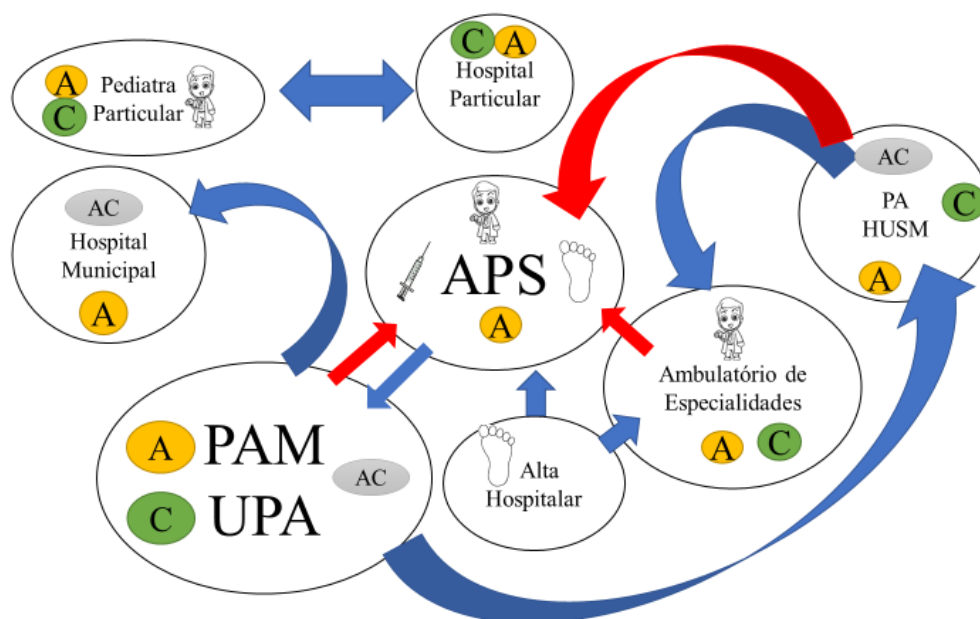 C A
Hospital
Particular
A
C
Pediatra
Particular
AC
Hospital
Municipal
A
APS
A
AC
PA
HUSM
C
A
Ambulatório de
Especialidades
A C
Alta
Hospitalar
A PAM
AC
C UPA